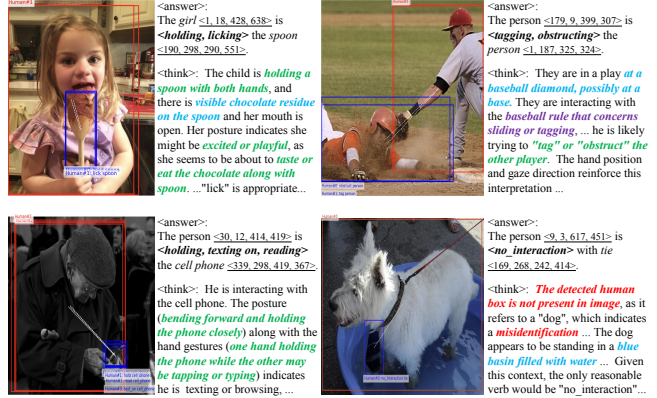 Human#1
Human#1: lick spoon
<answer>:
The girl <1, 18, 428, 638> is
<holding, licking> the spoon
<190, 298, 290, 551>.
<think>: The child is holding a
spoon with both hands, and
there is visible chocolate residue
on the spoon and her mouth is
open. Her posture indicates she
might be excited or playful, as
she seems to be about to taste or
eat the chocolate along with
spoon. ..."lick" is appropriate...
<answer>:
The person <179, 9, 399, 307> is
<tagging, obstructing> the
person <1, 187, 325, 324>.
<think>: They are in a play at a
baseball diamond, possibly at a
base. They are interacting with
the baseball rule that concerns
sliding or tagging, ... he is likely
trying to "tag" or "obstruct" the
other player. The hand position
and gaze direction reinforce this
interpretation ...
<answer>:
The person <30, 12, 414, 419> is
<holding, texting on, reading>
the cell phone <339, 298, 419, 367>.
<think>: He is interacting with
the cell phone. The posture
(bending forward and holding
the phone closely) along with the
hand gestures (one hand holding
the phone while the other may
be tapping or typing) indicates
he is texting or browsing, ...
<answer>:
The person <9, 3, 617, 451> is
<no_interaction> with tie
<169, 268, 242, 414>.
<think>: The detected human
box is not present in image, as it
refers to a "dog", which indicates
a misidentification ... The dog
appears to be standing in a blue
basin filled with water ... Given
this context, the only reasonable
verb would be "no_interaction"...